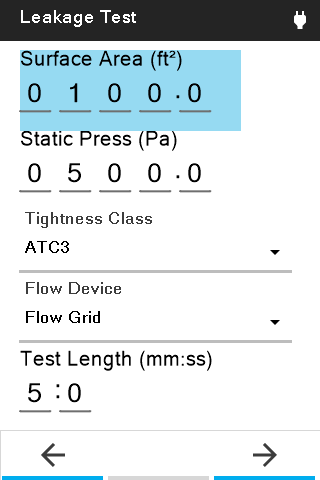 Leakage Test
Surface Area (ft²)
0 1 0 0 . 0
Static Press (Pa)
0 5 0 0 . 0
Tightness Class
ATC3
Flow Device
Flow Grid
Test Length (mm:ss)
5 : 0